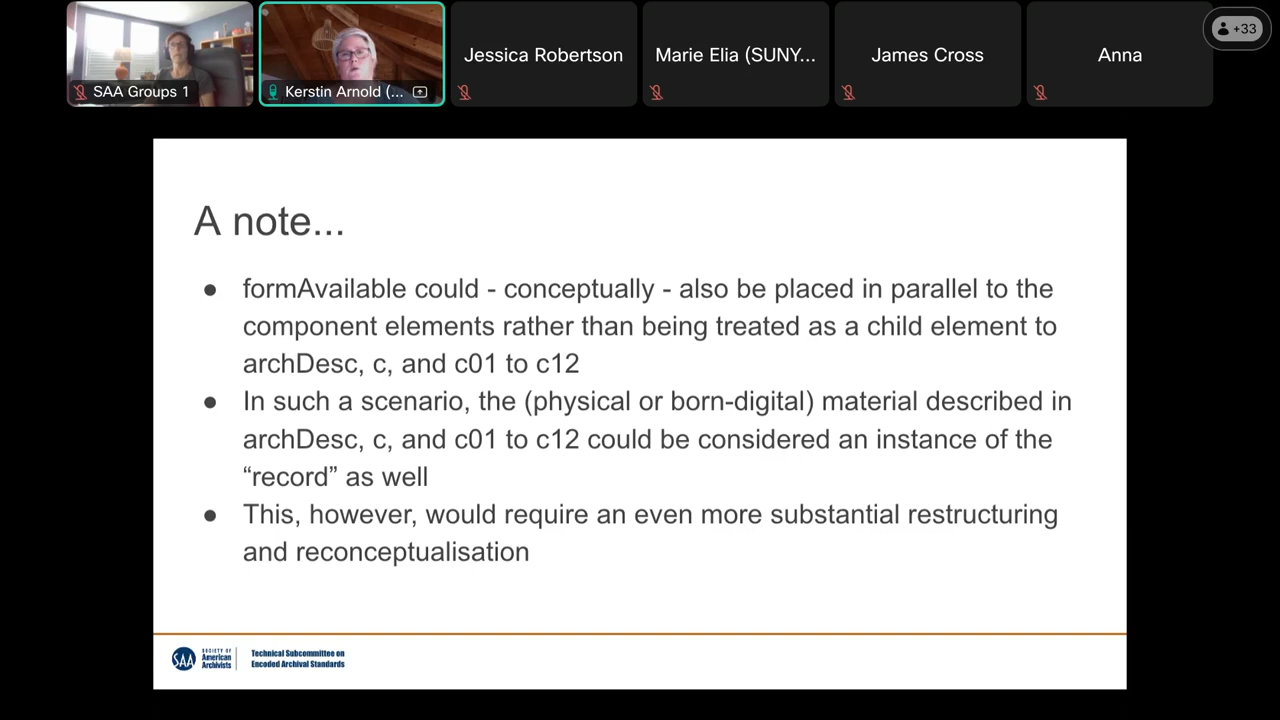 SAA Groups 1
Kerstin Arnold (...
Jessica Robertson
Marie Elia (SUNY...
James Cross
Anna
+33
A note...
● formAvailable could - conceptually - also be placed in parallel to the
component elements rather than being treated as a child element to
archDesc, c, and c01 to c12
● In such a scenario, the (physical or born-digital) material described in
archDesc, c, and c01 to c12 could be considered an instance of the
“record” as well
● This, however, would require an even more substantial restructuring
and reconceptualisation
SAA
SOCIETY OF
American
Archivists
Technical Subcommittee on
Encoded Archival Standards